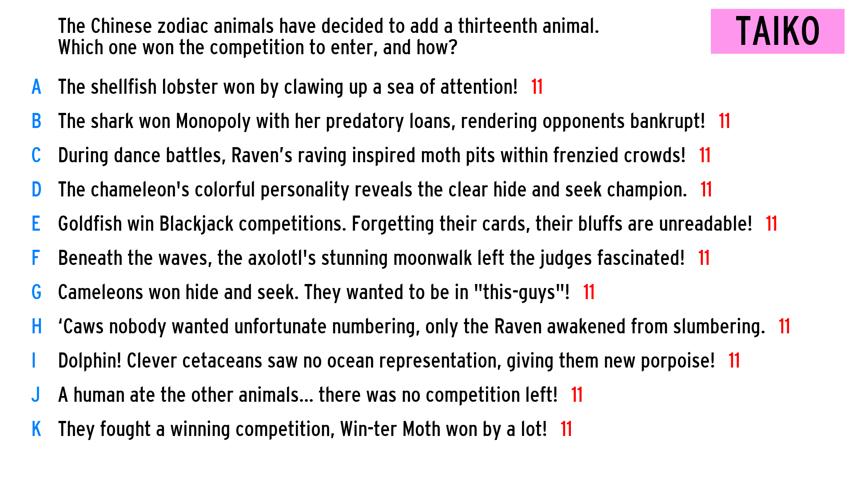 The Chinese zodiac animals have decided to add a thirteenth animal.
Which one won the competition to enter, and how?
TAIKO
A The shellfish lobster won by clawing up a sea of attention! 11
B The shark won Monopoly with her predatory loans, rendering opponents bankrupt! 11
C During dance battles, Raven's raving inspired moth pits within frenzied crowds! 11
D The chameleon's colorful personality reveals the clear hide and seek champion. 11
E Goldfish win Blackjack competitions. Forgetting their cards, their bluffs are unreadable! 11
F Beneath the waves, the axolotl's stunning moonwalk left the judges fascinated! 11
G Cameleons won hide and seek. They wanted to be in "this-guys"! 11
H ‘Caws nobody wanted unfortunate numbering, only the Raven awakened from slumbering. 11
I Dolphin! Clever cetaceans saw no ocean representation, giving them new porpoise! 11
J A human ate the other animals... there was no competition left! 11
K They fought a winning competition, Win-ter Moth won by a lot! 11